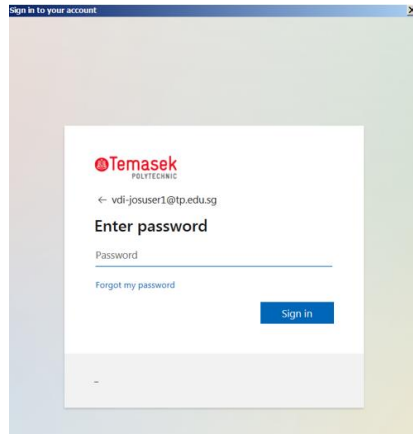 Sign in to your account
Temasek
POLYTECHNIC
← vdi-josuser1@tp.edu.sg
Enter password
Password
Forgot my password
Sign in